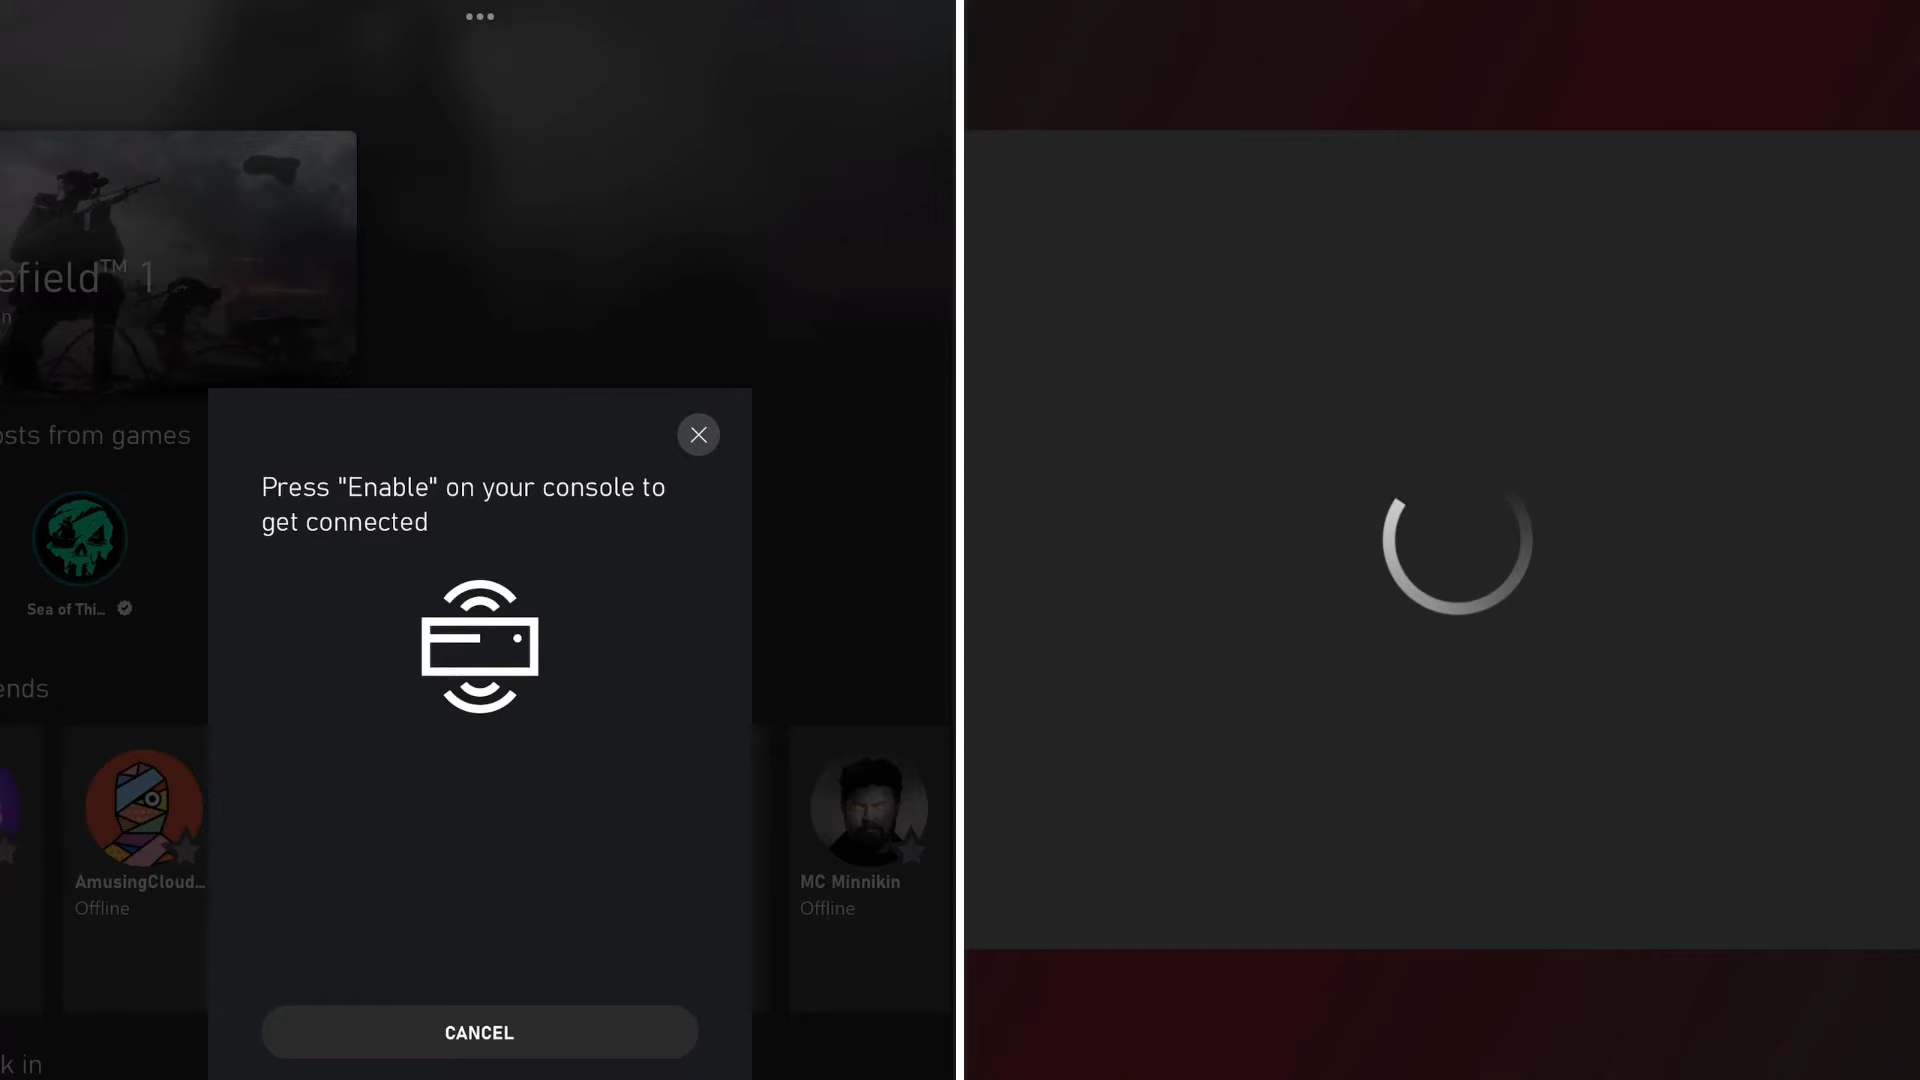 efield™ 1
n
osts from games
Press "Enable" on your console to
get connected
Sea of Thi...
ends
AmusingCloud...
Offline
MC Minnikin
Offline
CANCEL
k in